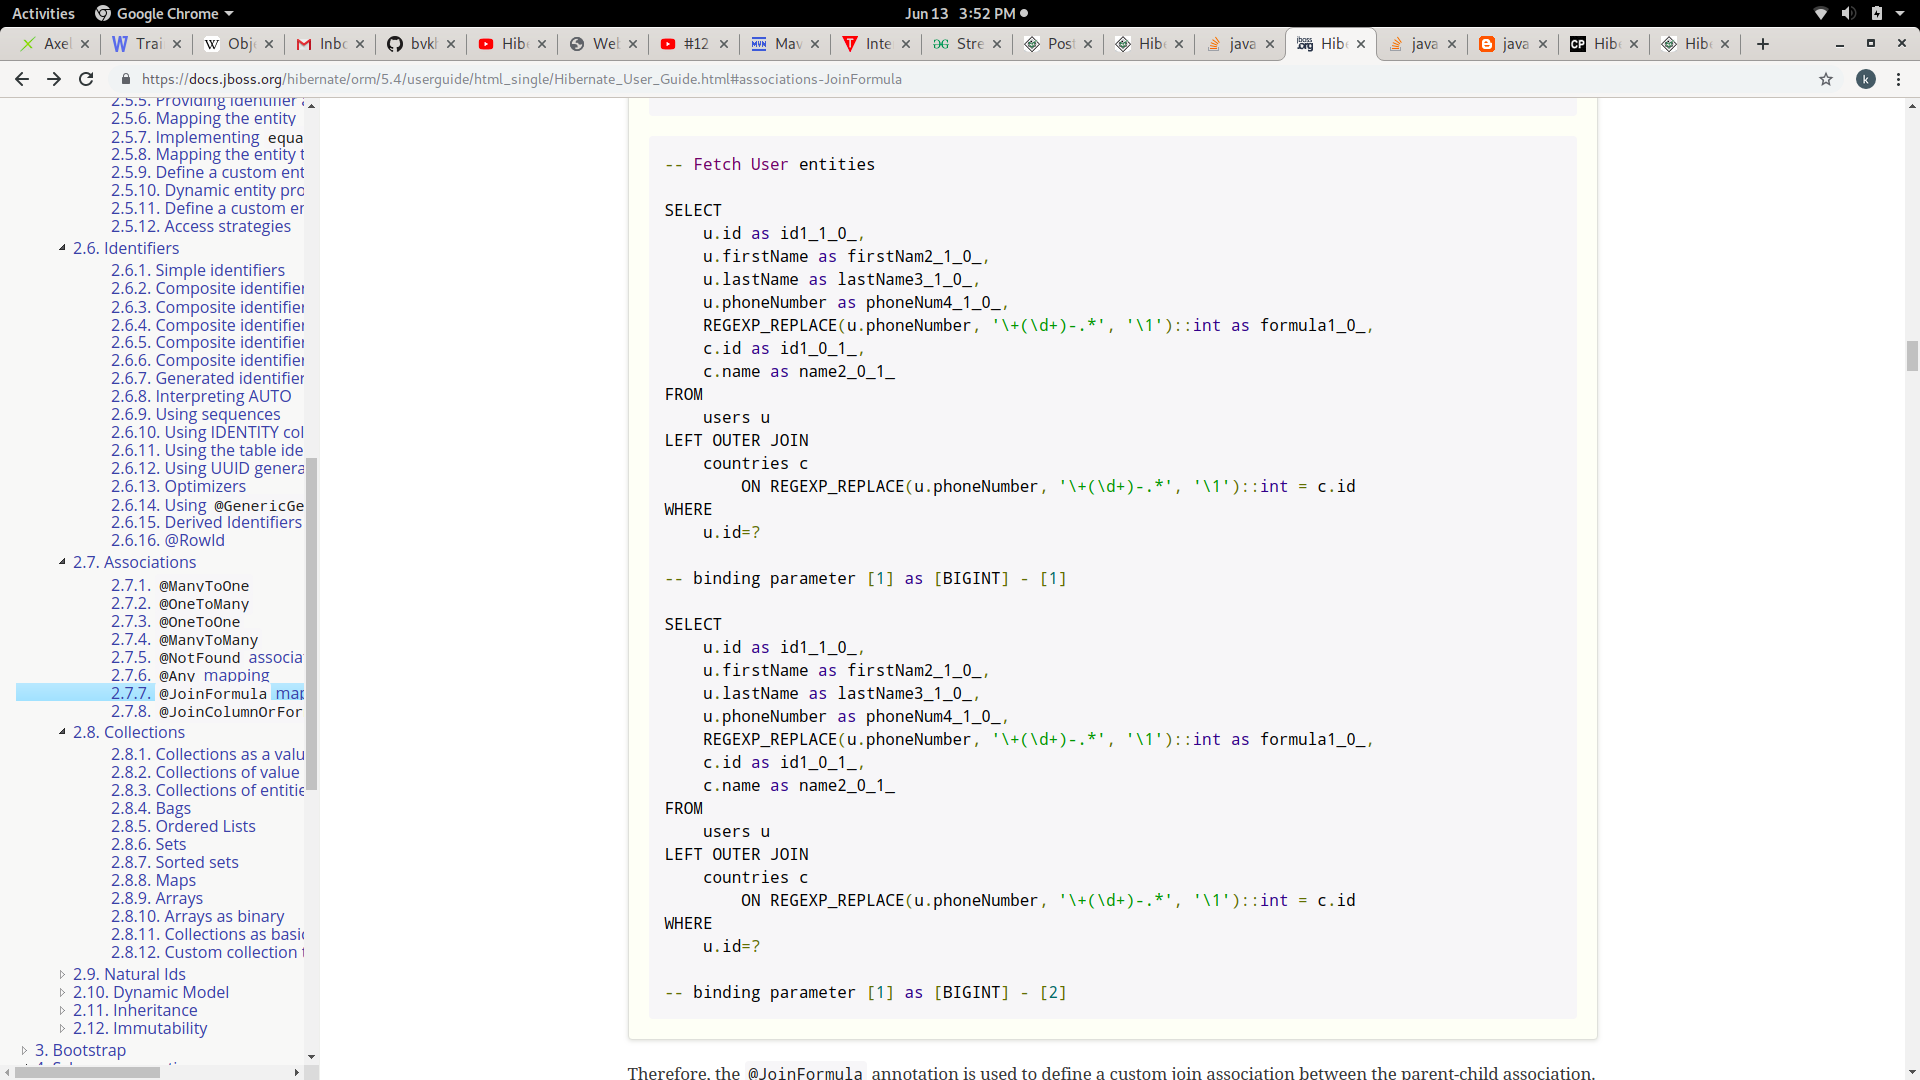 Activities
Google Chrome
Jun 13 3:52 PM
Axel
Trai
Obje
Inbo
bvkh
Hibe
Web
#12
Mav
Inte
Stre
Post
Hibe
java
Hibe
java
java
Hibe
Hibe
https://docs.jboss.org/hibernate/orm/5.4/userguide/html_single/Hibernate_User_Guide.html#associations-JoinFormula
k
2.5.5. Providing identifier a
2.5.6. Mapping the entity
2.5.7. Implementing equa
2.5.8. Mapping the entity t
2.5.9. Define a custom ent
2.5.10. Dynamic entity pro
2.5.11. Define a custom en
2.5.12. Access strategies
2.6. Identifiers
2.6.1. Simple identifiers
2.6.2. Composite identifier
2.6.3. Composite identifier
2.6.4. Composite identifier
2.6.5. Composite identifier
2.6.6. Composite identifier
2.6.7. Generated identifier
2.6.8. Interpreting AUTO
2.6.9. Using sequences
2.6.10. Using IDENTITY col
2.6.11. Using the table ide
2.6.12. Using UUID genera
2.6.13. Optimizers
2.6.14. Using @GenericGe
2.6.15. Derived Identifiers
2.6.16. @RowId
2.7. Associations
2.7.1. @ManyToOne
2.7.2. @OneToMany
2.7.3. @OneToOne
2.7.4. @ManyToMany
2.7.5. @NotFound associa
2.7.6. @Any mapping
2.7.7. @JoinFormula map
2.7.8. @JoinColumnOrFor
2.8. Collections
2.8.1. Collections as a valu
2.8.2. Collections of value
2.8.3. Collections of entitie
2.8.4. Bags
2.8.5. Ordered Lists
2.8.6. Sets
2.8.7. Sorted sets
2.8.8. Maps
2.8.9. Arrays
2.8.10. Arrays as binary
2.8.11. Collections as basic
2.8.12. Custom collection t
2.9. Natural Ids
2.10. Dynamic Model
2.11. Inheritance
2.12. Immutability
3. Bootstrap
-- Fetch User entities
SELECT
u.id as id1_1_0_,
u.firstName as firstNam2_1_0_,
u.lastName as lastName3_1_0_,
u.phoneNumber as phoneNum4_1_0_,
REGEXP_REPLACE(u.phoneNumber, '\+(\d+)-.*', '\1')::int as formula1_0_,
c.id as id1_0_1_,
c.name as name2_0_1_
FROM
users u
LEFT OUTER JOIN
countries c
ON REGEXP_REPLACE(u.phoneNumber, '\+(\d+)-.*', '\1')::int = c.id
WHERE
u.id=?
-- binding parameter [1] as [BIGINT] - [1]
SELECT
u.id as id1_1_0_,
u.firstName as firstNam2_1_0_,
u.lastName as lastName3_1_0_,
u.phoneNumber as phoneNum4_1_0_,
REGEXP_REPLACE(u.phoneNumber, '\+(\d+)-.*', '\1')::int as formula1_0_,
c.id as id1_0_1_,
c.name as name2_0_1_
FROM
users u
LEFT OUTER JOIN
countries c
ON REGEXP_REPLACE(u.phoneNumber, '\+(\d+)-.*', '\1')::int = c.id
WHERE
u.id=?
-- binding parameter [1] as [BIGINT] - [2]
Therefore, the @JoinFormula annotation is used to define a custom join association between the parent-child association.